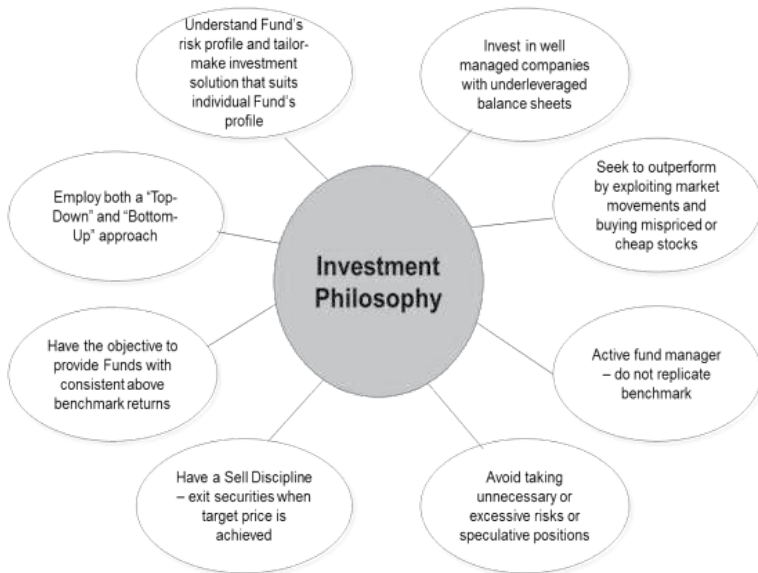 Understand Fund's
risk profile and tailor-
make investment
solution that suits
individual Fund's
profile
Invest in well
managed companies
with underleveraged
balance sheets
Employ both a “Top-
Down” and “Bottom-
Up” approach
Seek to outperform
by exploiting market
movements and
buying mispriced or
cheap stocks
Investment
Philosophy
Have the objective to
provide Funds with
consistent above
benchmark returns
Active fund manager
– do not replicate
benchmark
Have a Sell Discipline
– exit securities when
target price is
achieved
Avoid taking
unnecessary or
excessive risks or
speculative positions